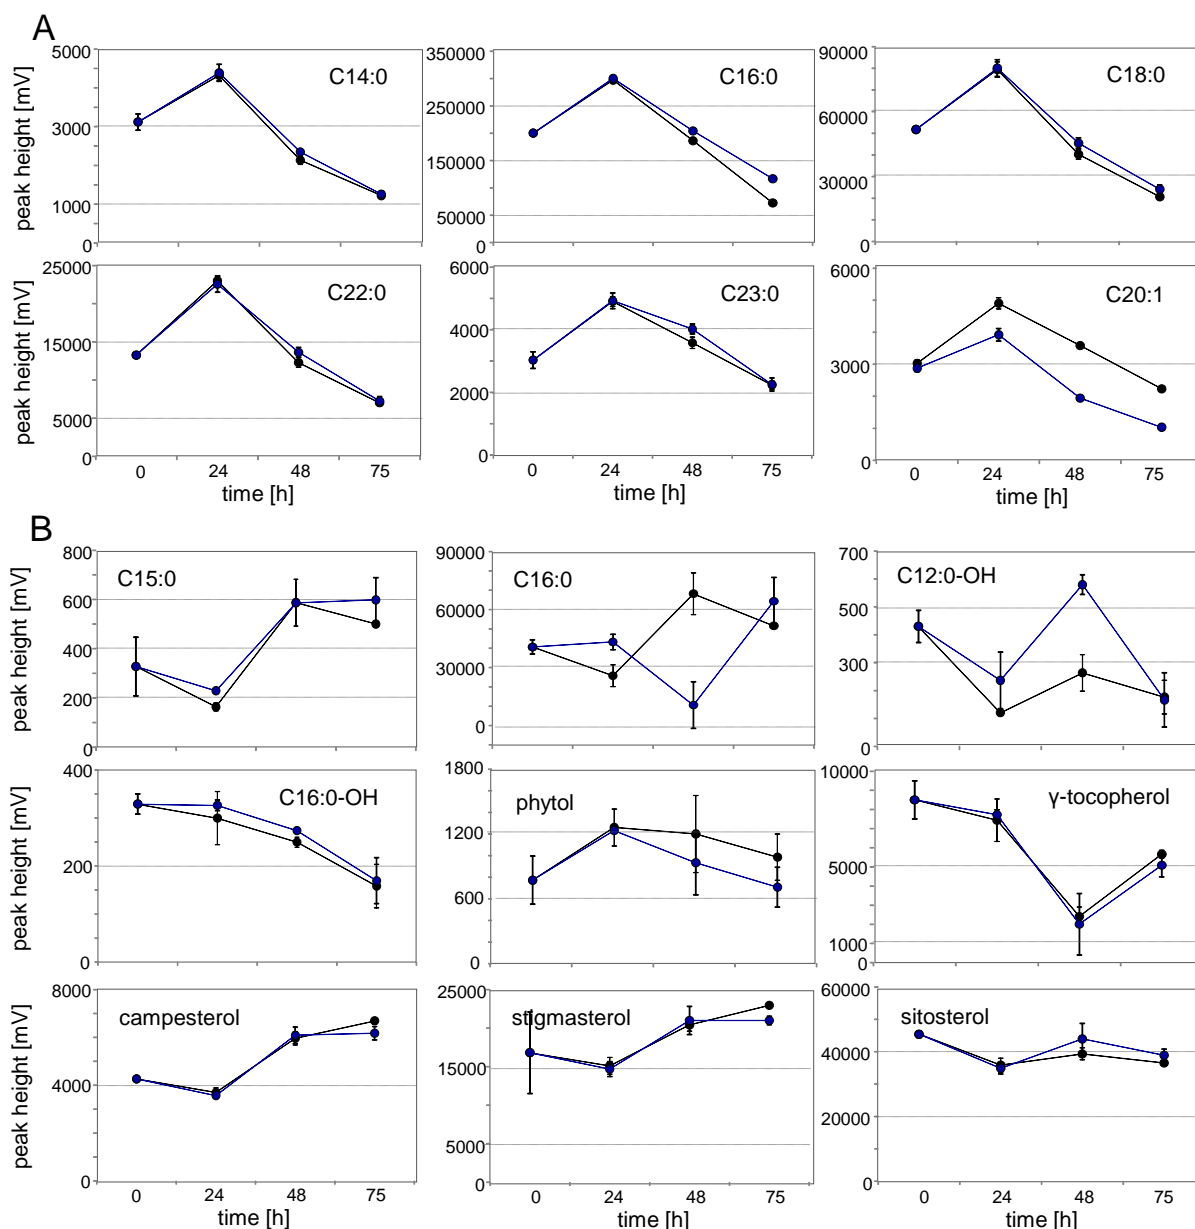 A
peak height [mV]
5000
3000
1000
0
C14:0
350000
250000
150000
50000
0
C16:0
90000
60000
30000
0
C18:0
peak height [mV]
25000
15000
5000
0
C22:0
0 24 48 75
time [h]
6000
4000
2000
0
C23:0
0 24 48 75
time [h]
6000
3000
0
C20:1
0 24 48 75
time [h]
B
peak height [mV]
800
600
400
200
0
C15:0
90000
60000
30000
0
C16:0
700
500
300
0
C12:0-OH
peak height [mV]
400
200
0
C16:0-OH
1800
1200
600
0
phytol
10000
5000
1000
0
γ-tocopherol
peak height [mV]
8000
4000
0
campesterol
0 24 48 75
time [h]
25000
15000
5000
0
stigmasterol
0 24 48 75
time [h]
60000
40000
20000
0
sitosterol
0 24 48 75
time [h]